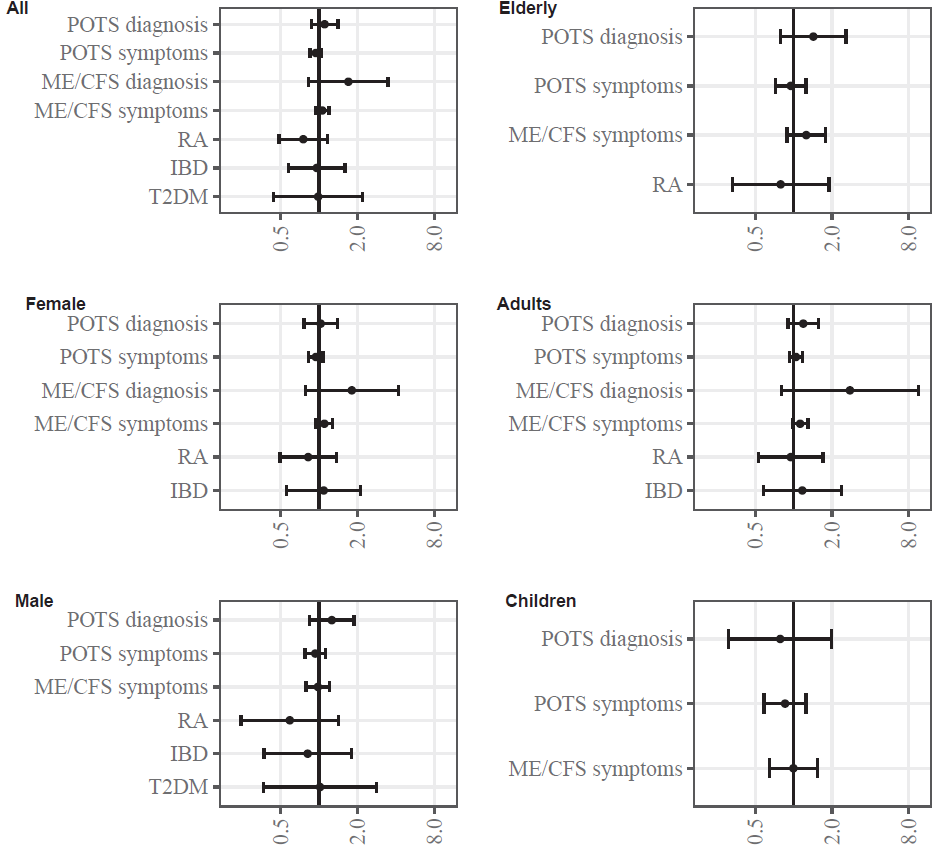 All
POTS diagnosis
POTS symptoms
ME/CFS diagnosis
ME/CFS symptoms
RA
IBD
T2DM
0.5
2.0
8.0
Elderly
POTS diagnosis
POTS symptoms
ME/CFS symptoms
RA
0.5
2.0
8.0
Female
POTS diagnosis
POTS symptoms
ME/CFS diagnosis
ME/CFS symptoms
RA
IBD
0.5
2.0
8.0
Adults
POTS diagnosis
POTS symptoms
ME/CFS diagnosis
ME/CFS symptoms
RA
IBD
0.5
2.0
8.0
Male
POTS diagnosis
POTS symptoms
ME/CFS symptoms
RA
IBD
T2DM
0.5
2.0
8.0
Children
POTS diagnosis
POTS symptoms
ME/CFS symptoms
0.5
2.0
8.0